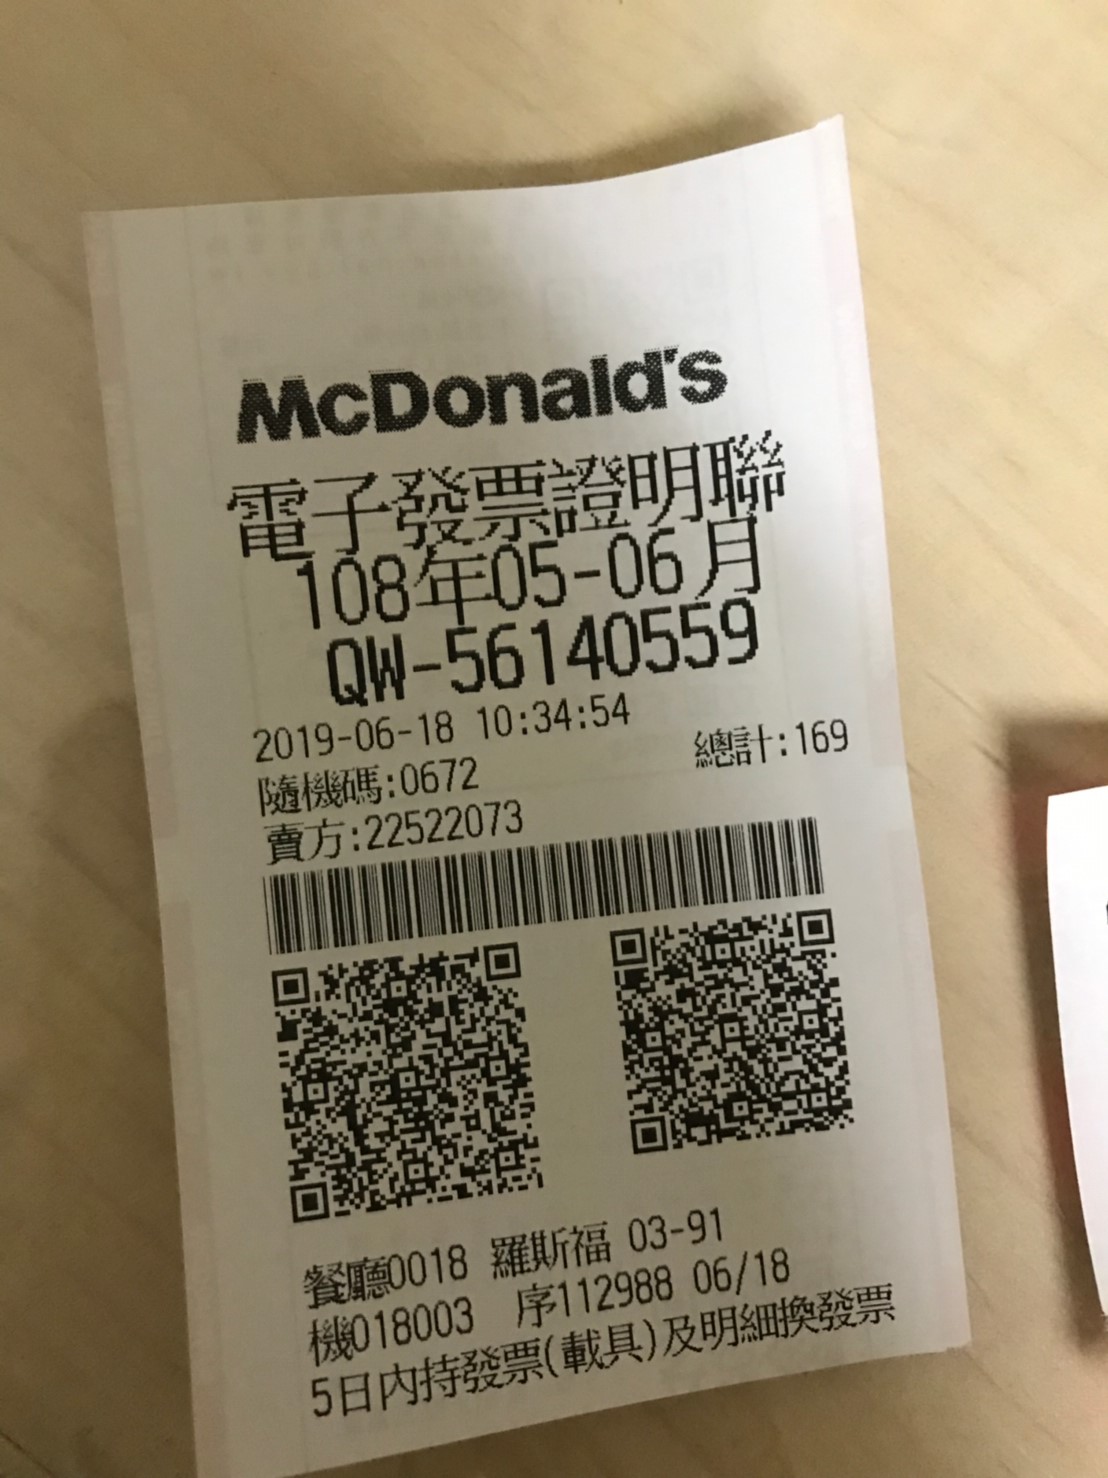 McDonald's
電子發票證明聯
108年05-06月
QW-56140559
2019-06-18 10:34:54
隨機碼:0672 總計:169
賣方:22522073
餐廳0018 羅斯福 03-91
機018003 序112988 06/18
5日內持發票(載具)及明細換發票